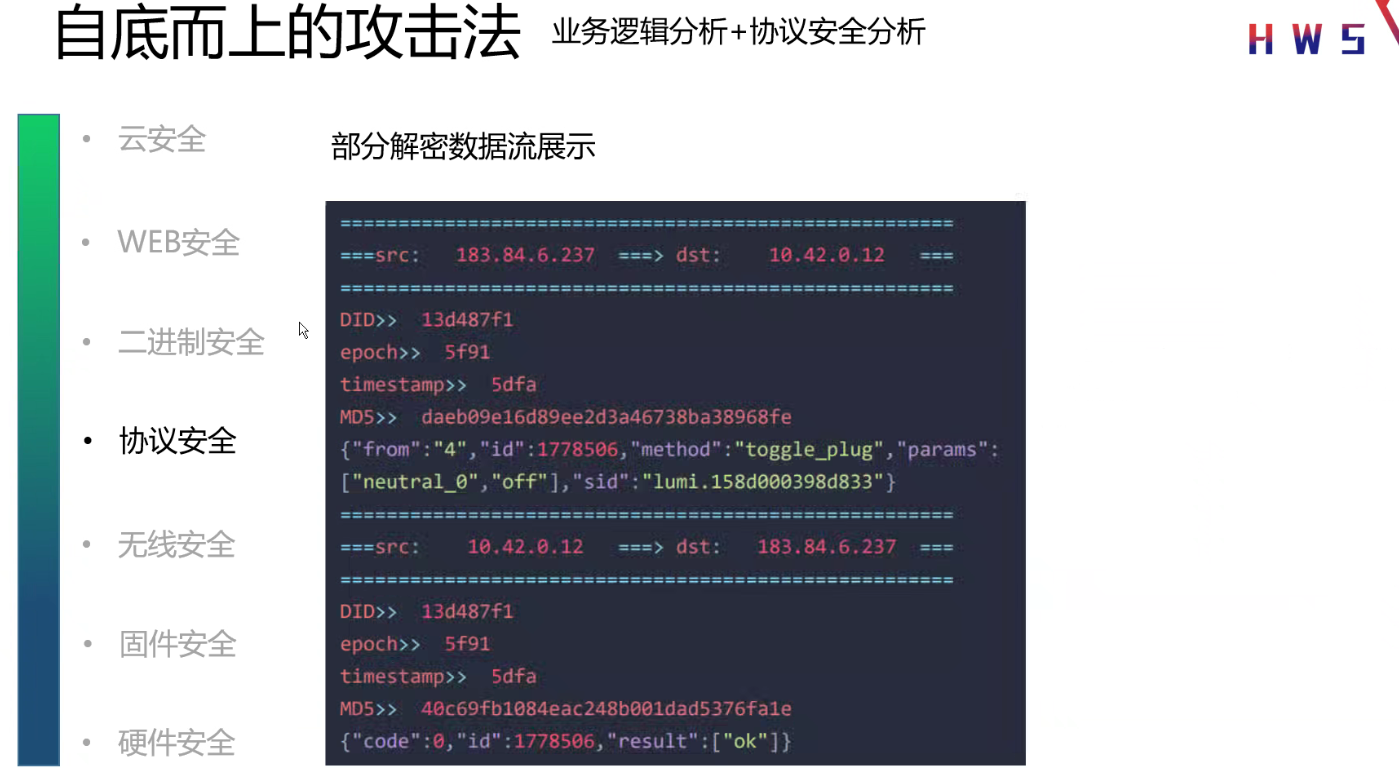 自底而上的攻击法 业务逻辑分析+协议安全分析
HWS
• 云安全
• WEB安全
• 二进制安全
• 协议安全
• 无线安全
• 固件安全
• 硬件安全
部分解密数据流展示
=====================================================
===src: 183.84.6.237 ===> dst: 10.42.0.12 ===
=====================================================
DID>> 13d487f1
epoch>> 5f91
timestamp>> 5dfa
MD5>> daeb09e16d89ee2d3a46738ba38968fe
{"from":"4","id":1778506,"method":"toggle_plug","params":
["neutral_0","off"],"sid":"lumi.158d000398d833"}
=====================================================
===src: 10.42.0.12 ===> dst: 183.84.6.237 ===
=====================================================
DID>> 13d487f1
epoch>> 5f91
timestamp>> 5dfa
MD5>> 40c69fb1084eac248b001dad5376fa1e
{"code":0,"id":1778506,"result":["ok"]}